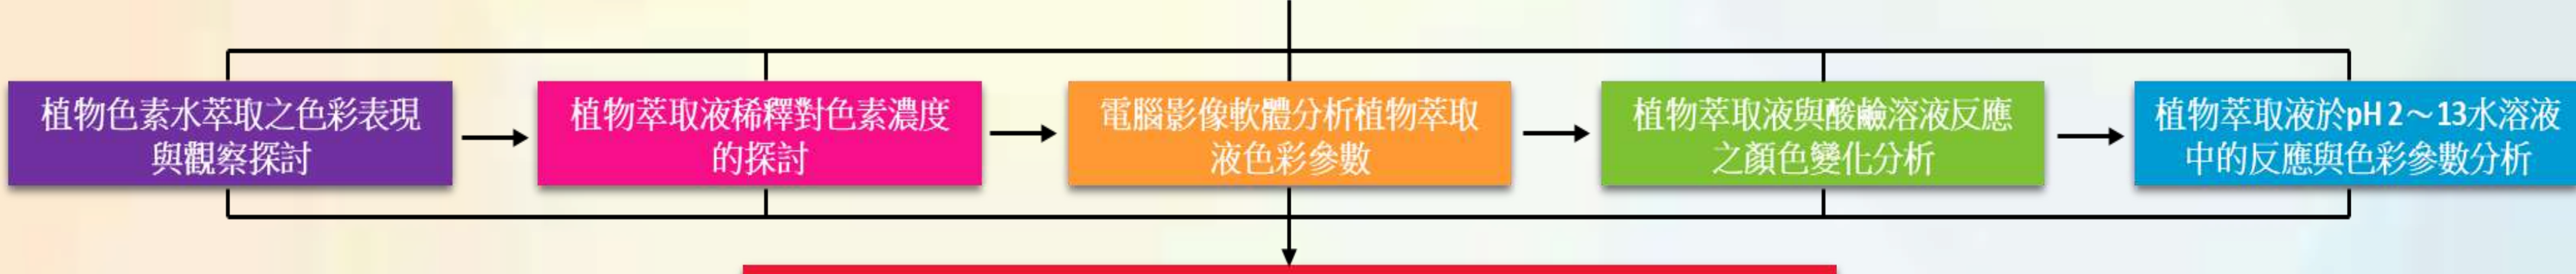 植物色素水萃取之色彩表現
與觀察探討
植物萃取液稀釋對色素濃度
的探討
電腦影像軟體分析植物萃取
液色彩參數
植物萃取液與酸鹼溶液反應
之顏色變化分析
植物萃取液於pH 2～13水溶液
中的反應與色彩參數分析